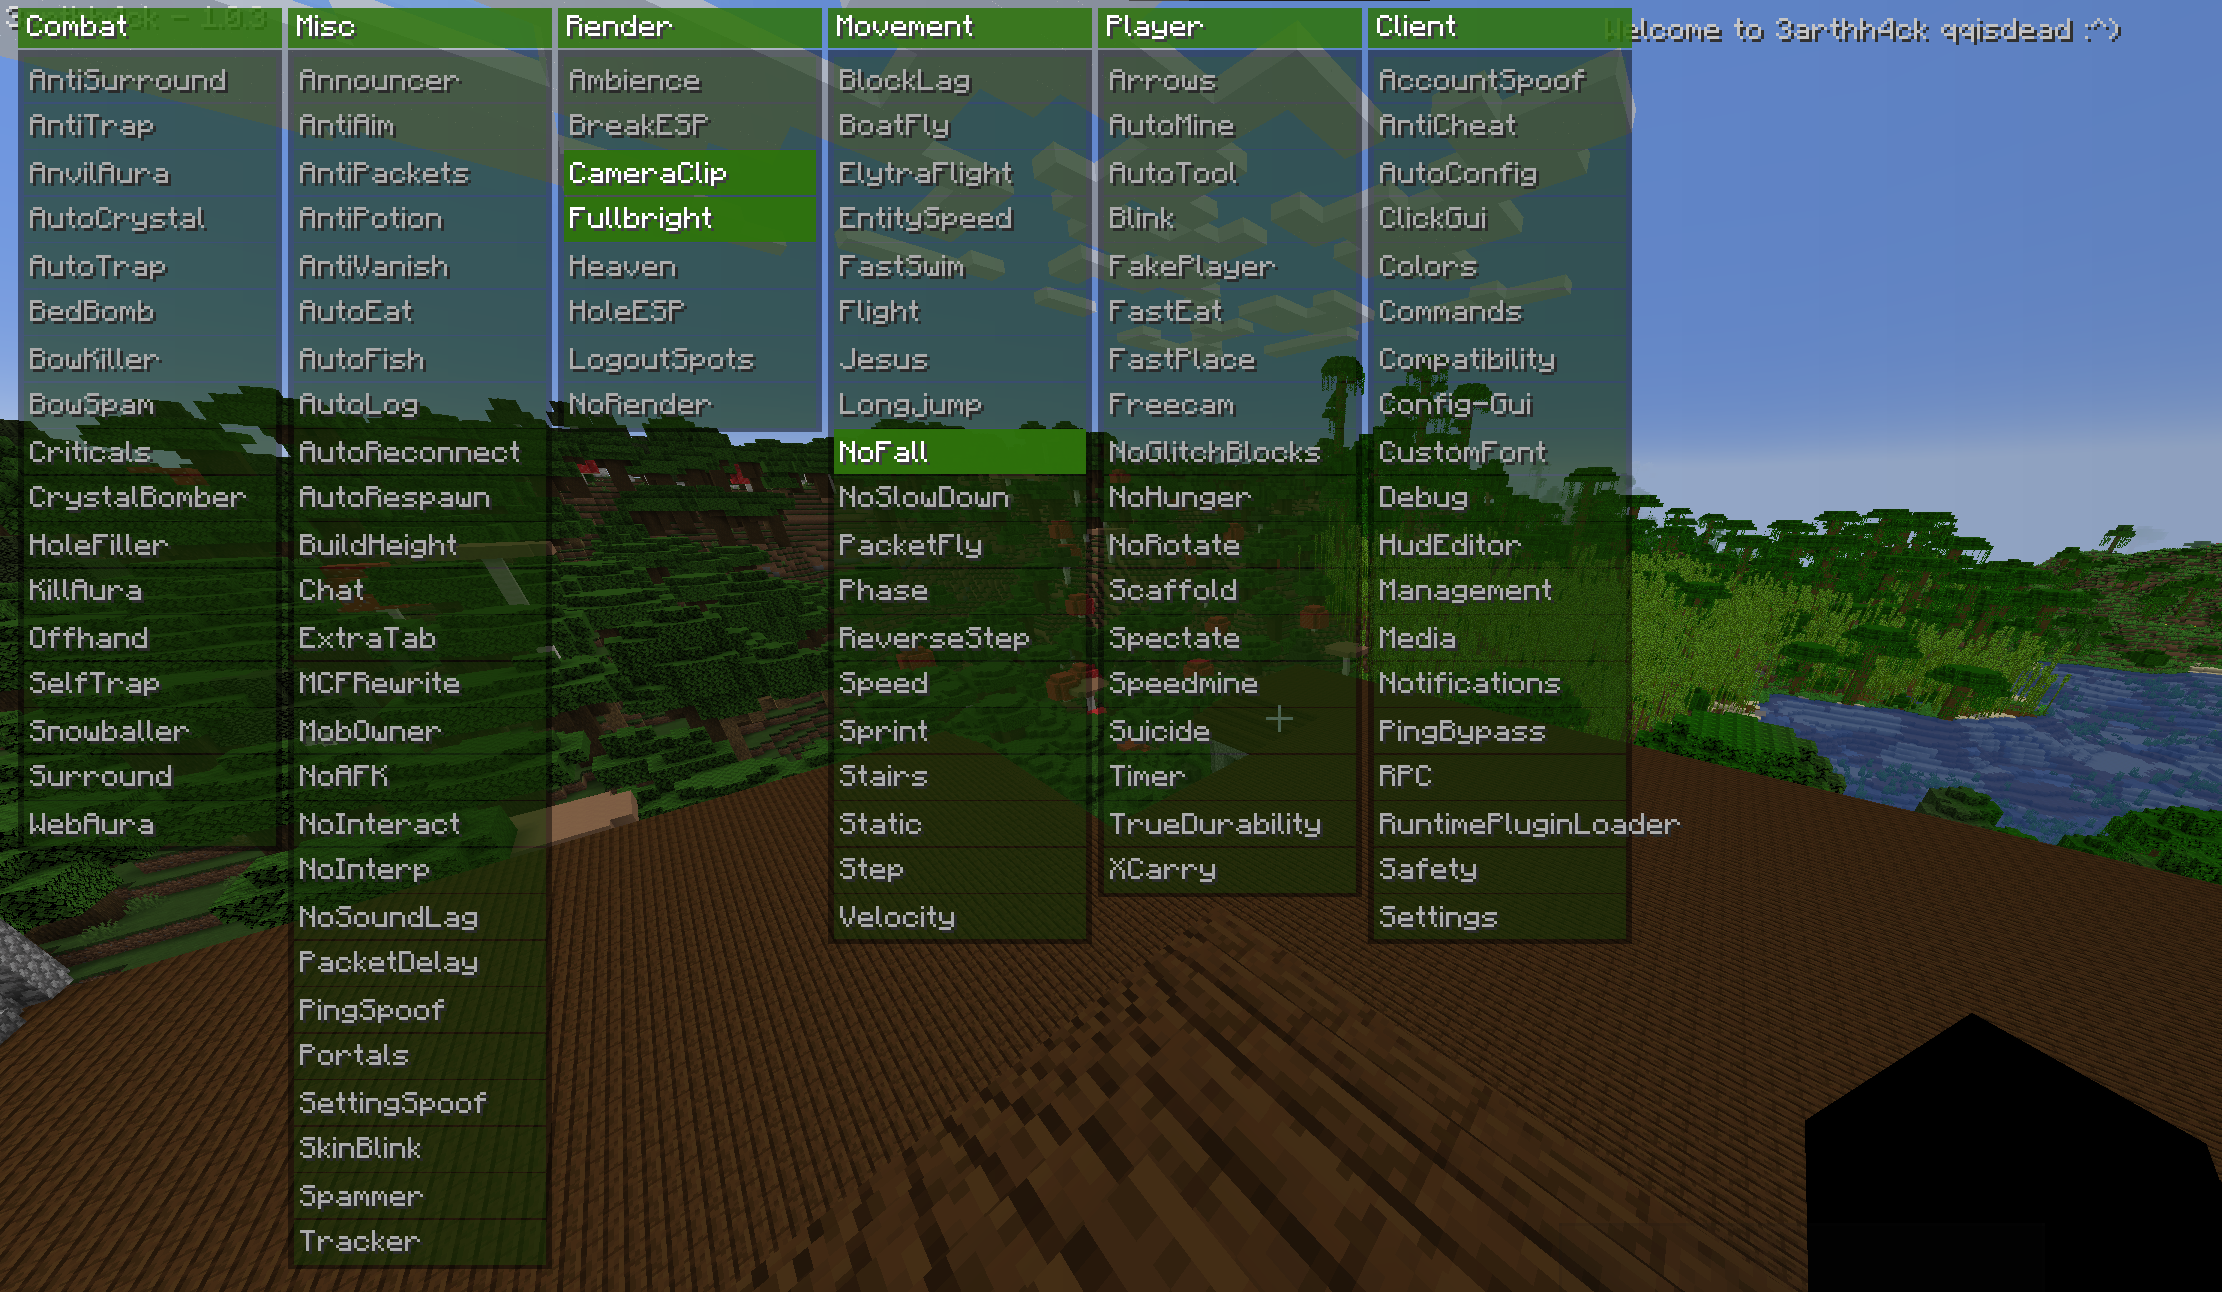 3arthh4ck - 1.0.3
Welcome to 3arthh4ck qqisdead :^)
Combat
AntiSurround
AntiTrap
AnvilAura
AutoCrystal
AutoTrap
BedBomb
BowKiller
BowSpam
Criticals
CrystalBomber
HoleFiller
KillAura
Offhand
SelfTrap
Snowballer
Surround
WebAura
Misc
Announcer
AntiAim
AntiPackets
AntiPotion
AntiVanish
AutoEat
AutoFish
AutoLog
AutoReconnect
AutoRespawn
BuildHeight
Chat
ExtraTab
MCFRewrite
MobOwner
NoAFK
NoInteract
NoInterp
NoSoundLag
PacketDelay
PingSpoof
Portals
SettingSpoof
SkinBlink
Spammer
Tracker
Render
Ambience
BreakESP
CameraClip
Fullbright
Heaven
HoleESP
LogoutSpots
NoRender
Movement
BlockLag
BoatFly
ElytraFlight
EntitySpeed
FastSwim
Flight
Jesus
Longjump
NoFall
NoSlowDown
PacketFly
Phase
ReverseStep
Speed
Sprint
Stairs
Static
Step
Velocity
Player
Arrows
AutoMine
AutoTool
Blink
FakePlayer
FastEat
FastPlace
Freecam
NoGlitchBlocks
NoHunger
NoRotate
Scaffold
Spectate
Speedmine
Suicide
Timer
TrueDurability
XCarry
Client
AccountSpoof
AntiCheat
AutoConfig
ClickGui
Colors
Commands
Compatibility
Config-Gui
CustomFont
Debug
HudEditor
Management
Media
Notifications
PingBypass
RPC
RuntimePluginLoader
Safety
Settings